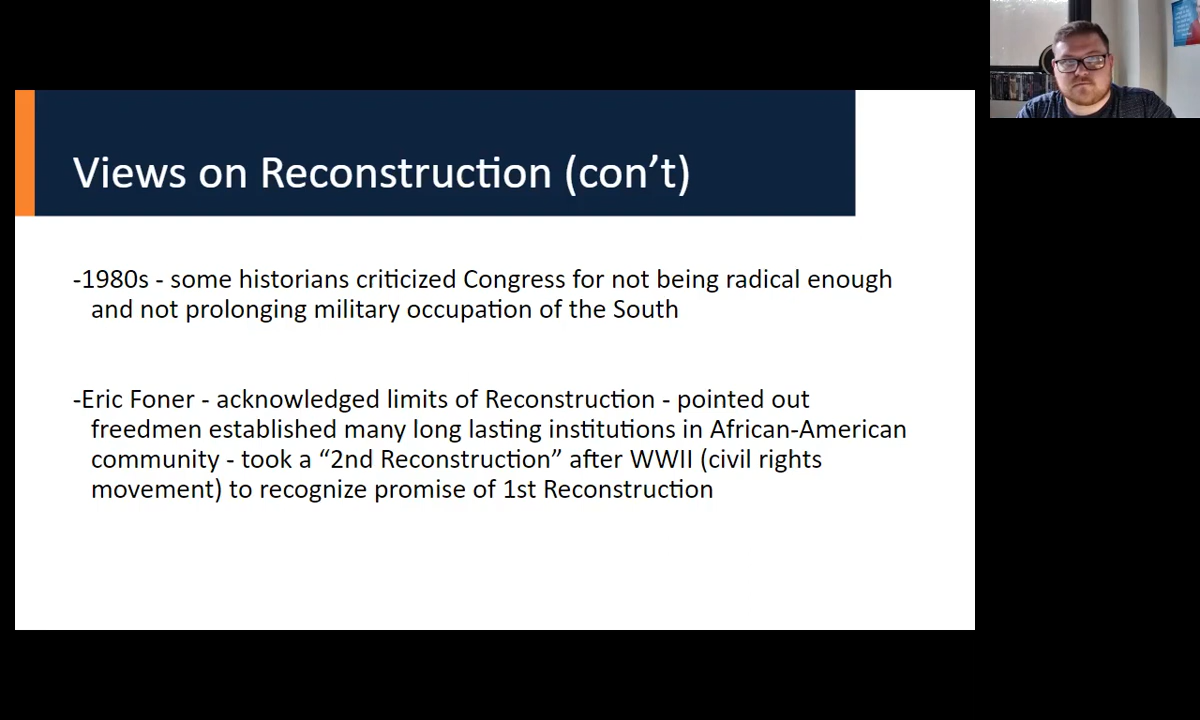 Views on Reconstruction (con’t)
-1980s - some historians criticized Congress for not being radical enough
and not prolonging military occupation of the South
-Eric Foner - acknowledged limits of Reconstruction - pointed out
freedmen established many long lasting institutions in African-American
community - took a “2nd Reconstruction” after WWII (civil rights
movement) to recognize promise of 1st Reconstruction